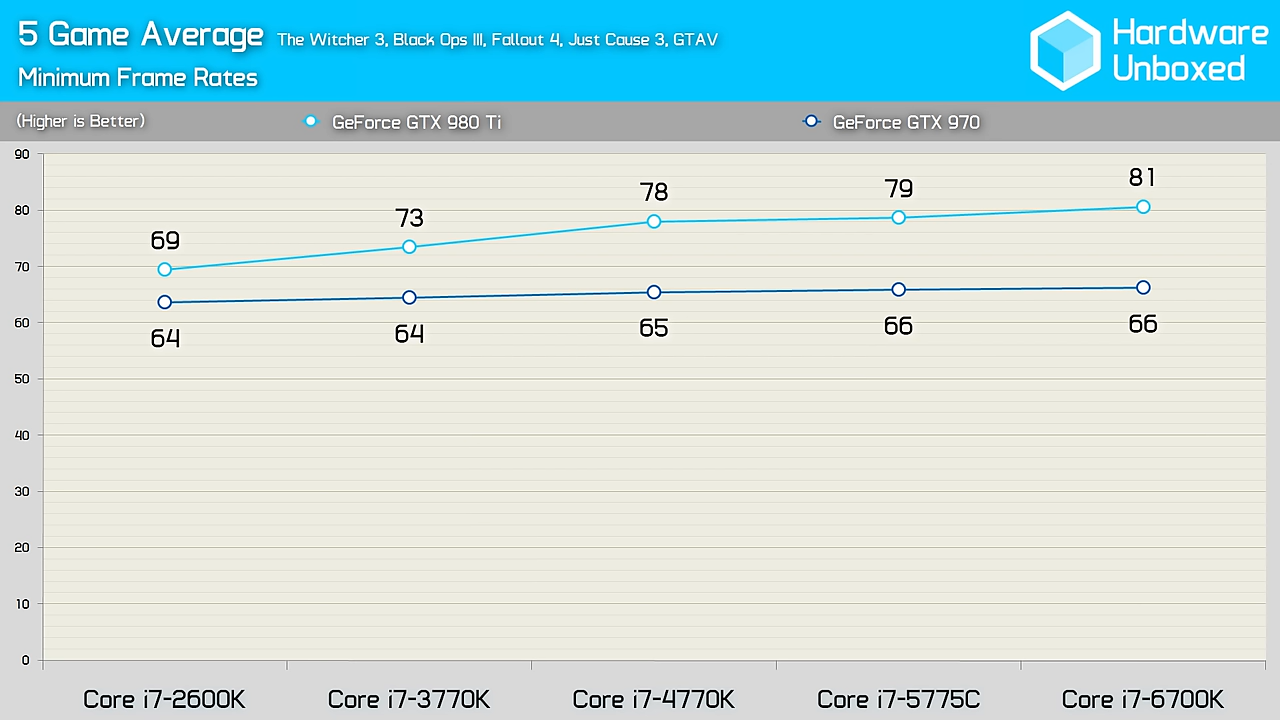 5 Game Average The Witcher 3, Black Ops III, Fallout 4, Just Cause 3, GTAV
Minimum Frame Rates
Hardware
Unboxed
(Higher is Better) GeForce GTX 980 Ti GeForce GTX 970
90
80
70
60
50
40
30
20
10
0
69 73 78 79 81
64 64 65 66 66
Core i7-2600K Core i7-3770K Core i7-4770K Core i7-5775C Core i7-6700K